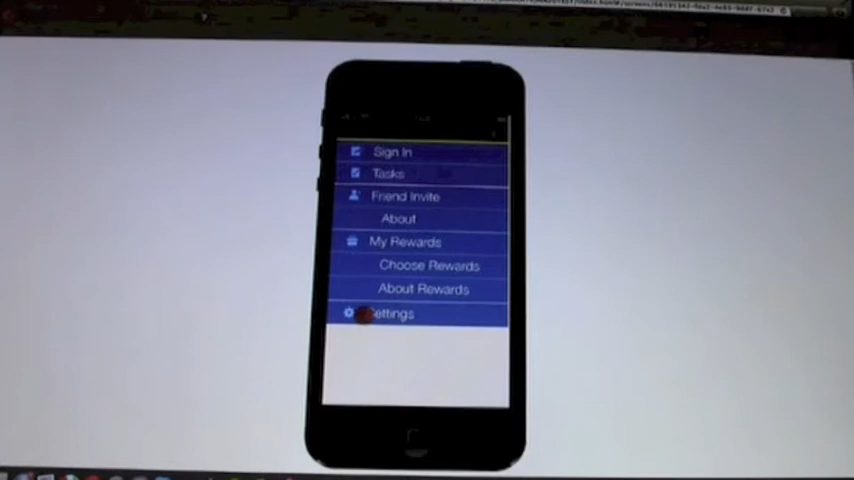 Sign In
Tasks
Friend Invite
About
My Rewards
Choose Rewards
About Rewards
Settings